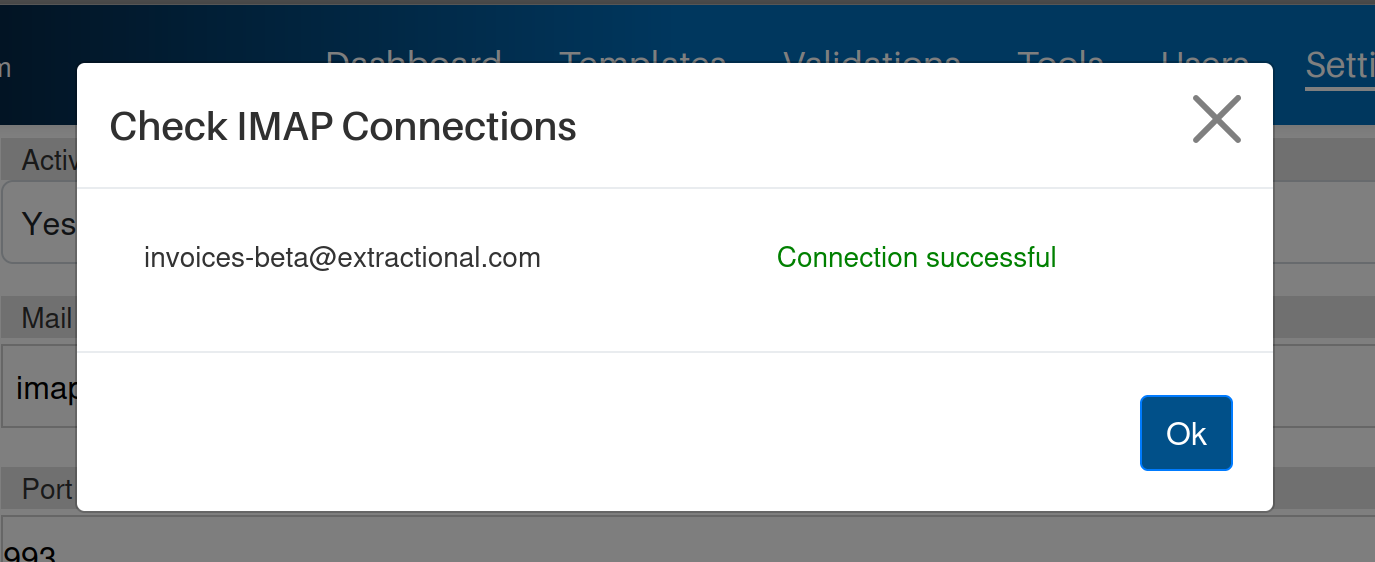 m Dashboard Templates Validations Tools Users Setti
Check IMAP Connections
Activ
Yes
invoices-beta@extractional.com Connection successful
Mail
imap
Ok
Port
993